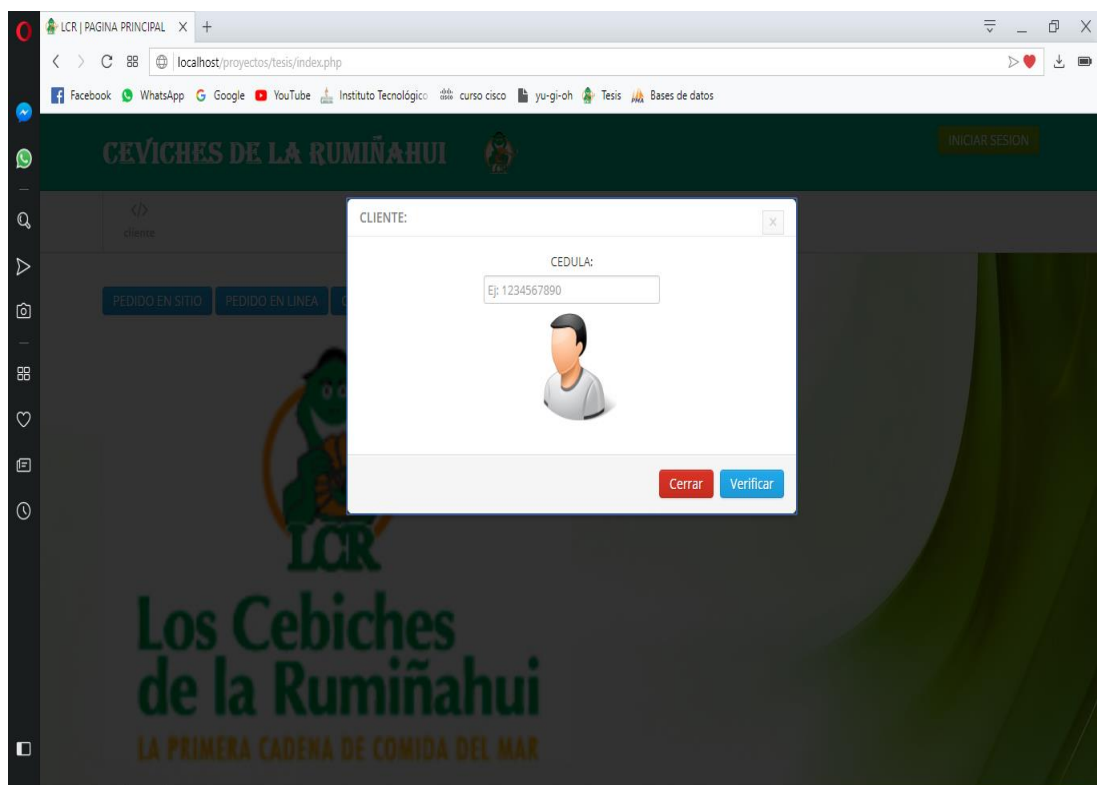 LCR | PAGINA PRINCIPAL
localhost/proyectos/tesis/index.php
Facebook WhatsApp Google YouTube Instituto Tecnológico curso cisco yu-gi-oh Tesis Bases de datos
CEVICHES DE LA RUMIÑAHUI
INICIAR SESION
</>
cliente
CLIENTE:
CEDULA:
Ej: 1234567890
PEDIDO EN SITIO PEDIDO EN LINEA
Cerrar Verificar
LCR
Los Cebiches
de la Rumiñahui
LA PRIMERA CADENA DE COMIDA DEL MAR